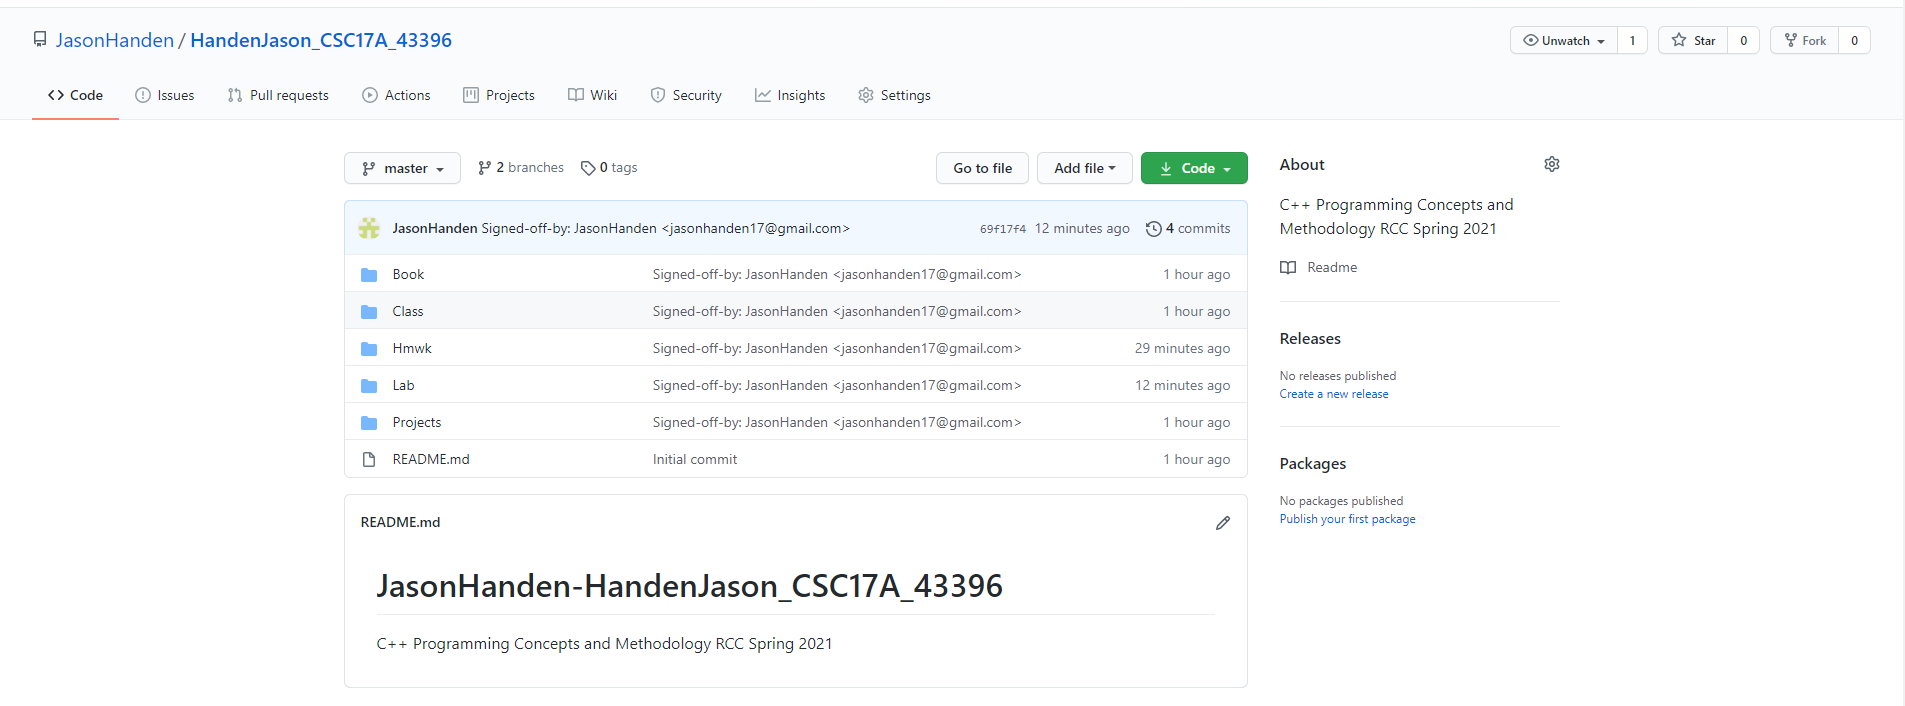 JasonHanden / HandenJason_CSC17A_43396
Unwatch 1 Star 0 Fork 0
Code Issues Pull requests Actions Projects Wiki Security Insights Settings
master 2 branches 0 tags Go to file Add file Code
JasonHanden Signed-off-by: JasonHanden <jasonhanden17@gmail.com> 69f17f4 12 minutes ago 4 commits
Book Signed-off-by: JasonHanden <jasonhanden17@gmail.com> 1 hour ago
Class Signed-off-by: JasonHanden <jasonhanden17@gmail.com> 1 hour ago
Hmwk Signed-off-by: JasonHanden <jasonhanden17@gmail.com> 29 minutes ago
Lab Signed-off-by: JasonHanden <jasonhanden17@gmail.com> 12 minutes ago
Projects Signed-off-by: JasonHanden <jasonhanden17@gmail.com> 1 hour ago
README.md Initial commit 1 hour ago
README.md
JasonHanden-HandenJason_CSC17A_43396
C++ Programming Concepts and Methodology RCC Spring 2021
About
C++ Programming Concepts and
Methodology RCC Spring 2021
Readme
Releases
No releases published
Create a new release
Packages
No packages published
Publish your first package